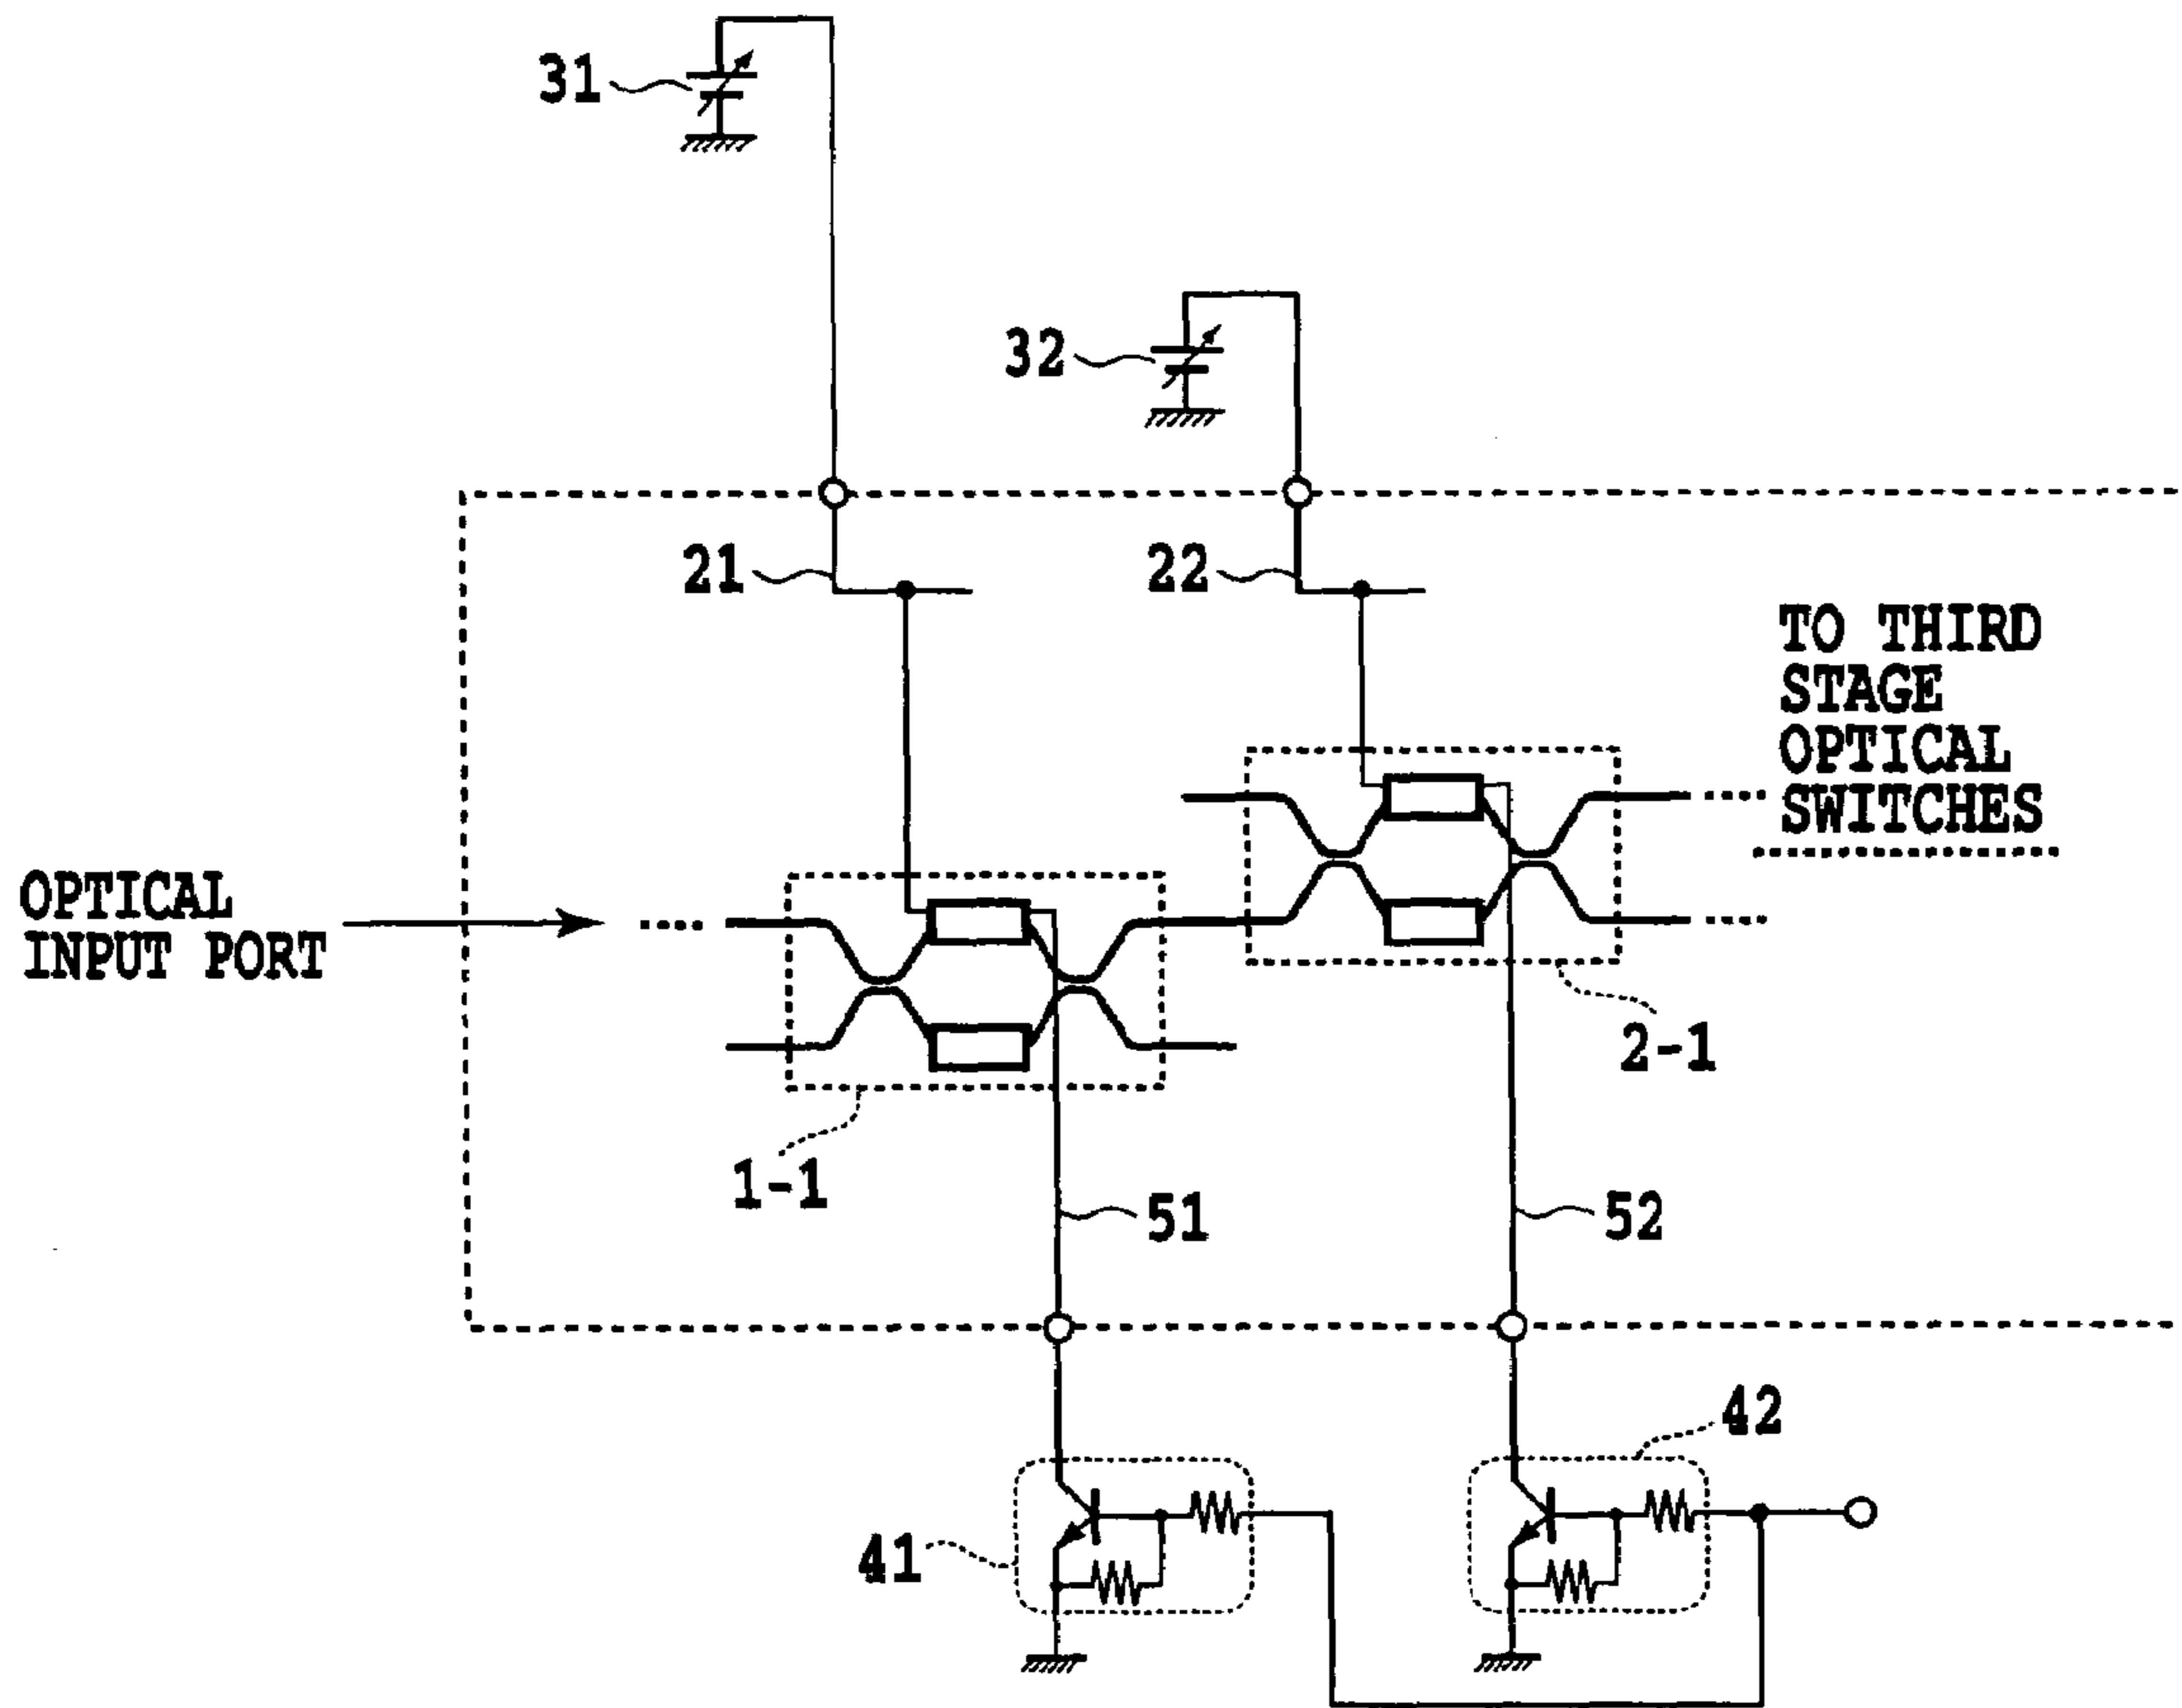 31
32
21
22
TO THIRD
STAGE
OPTICAL
SWITCHES
OPTICAL
INPUT PORT
2-1
1-1
51
52
42
41